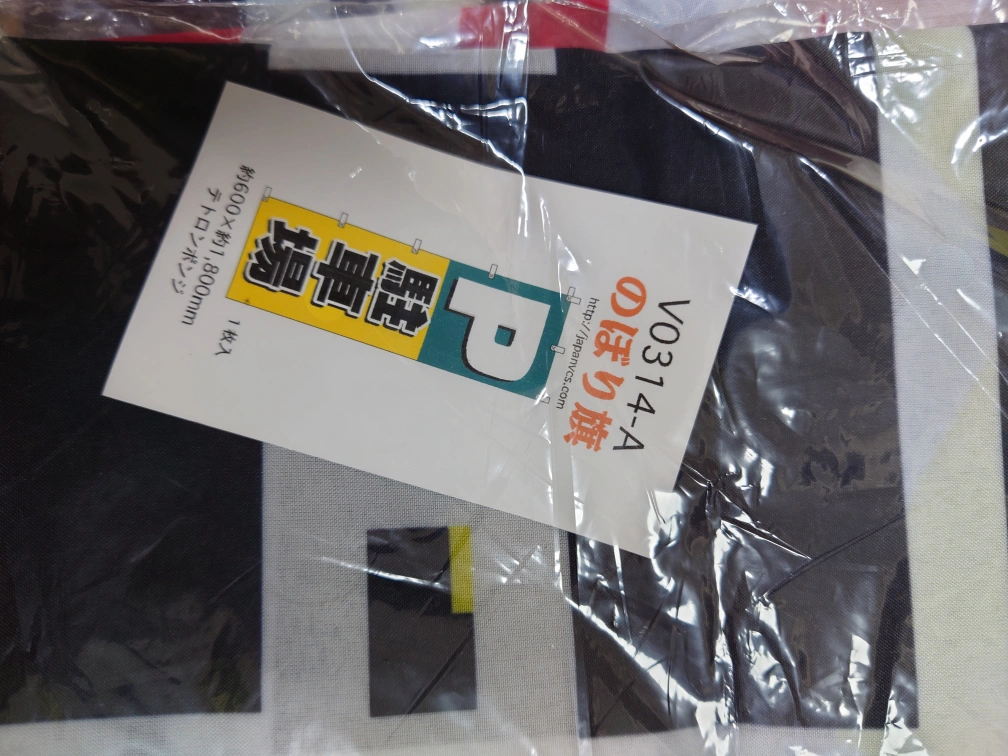 V0314-A
のぼり旗
http://japanvcs.com
P
駐車場
約600×約1,800mm 1枚入
テトロンポンジ